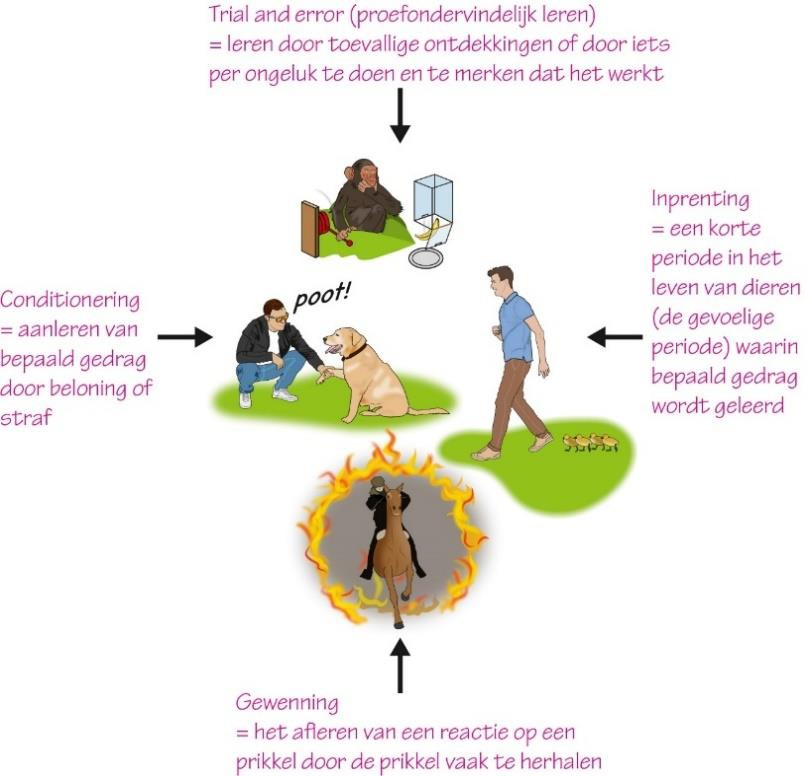 Trial and error (proefondervindelijk leren)
= leren door toevallige ontdekkingen of door iets
per ongeluk te doen en te merken dat het werkt
Inprenting
= een korte
periode in het
leven van dieren
(de gevoelige
periode) waarin
bepaald gedrag
wordt geleerd
Conditionering
= aanleren van
bepaald gedrag
door beloning of
straf
poot!
Gewenning
= het afleren van een reactie op een
prikkel door de prikkel vaak te herhalen